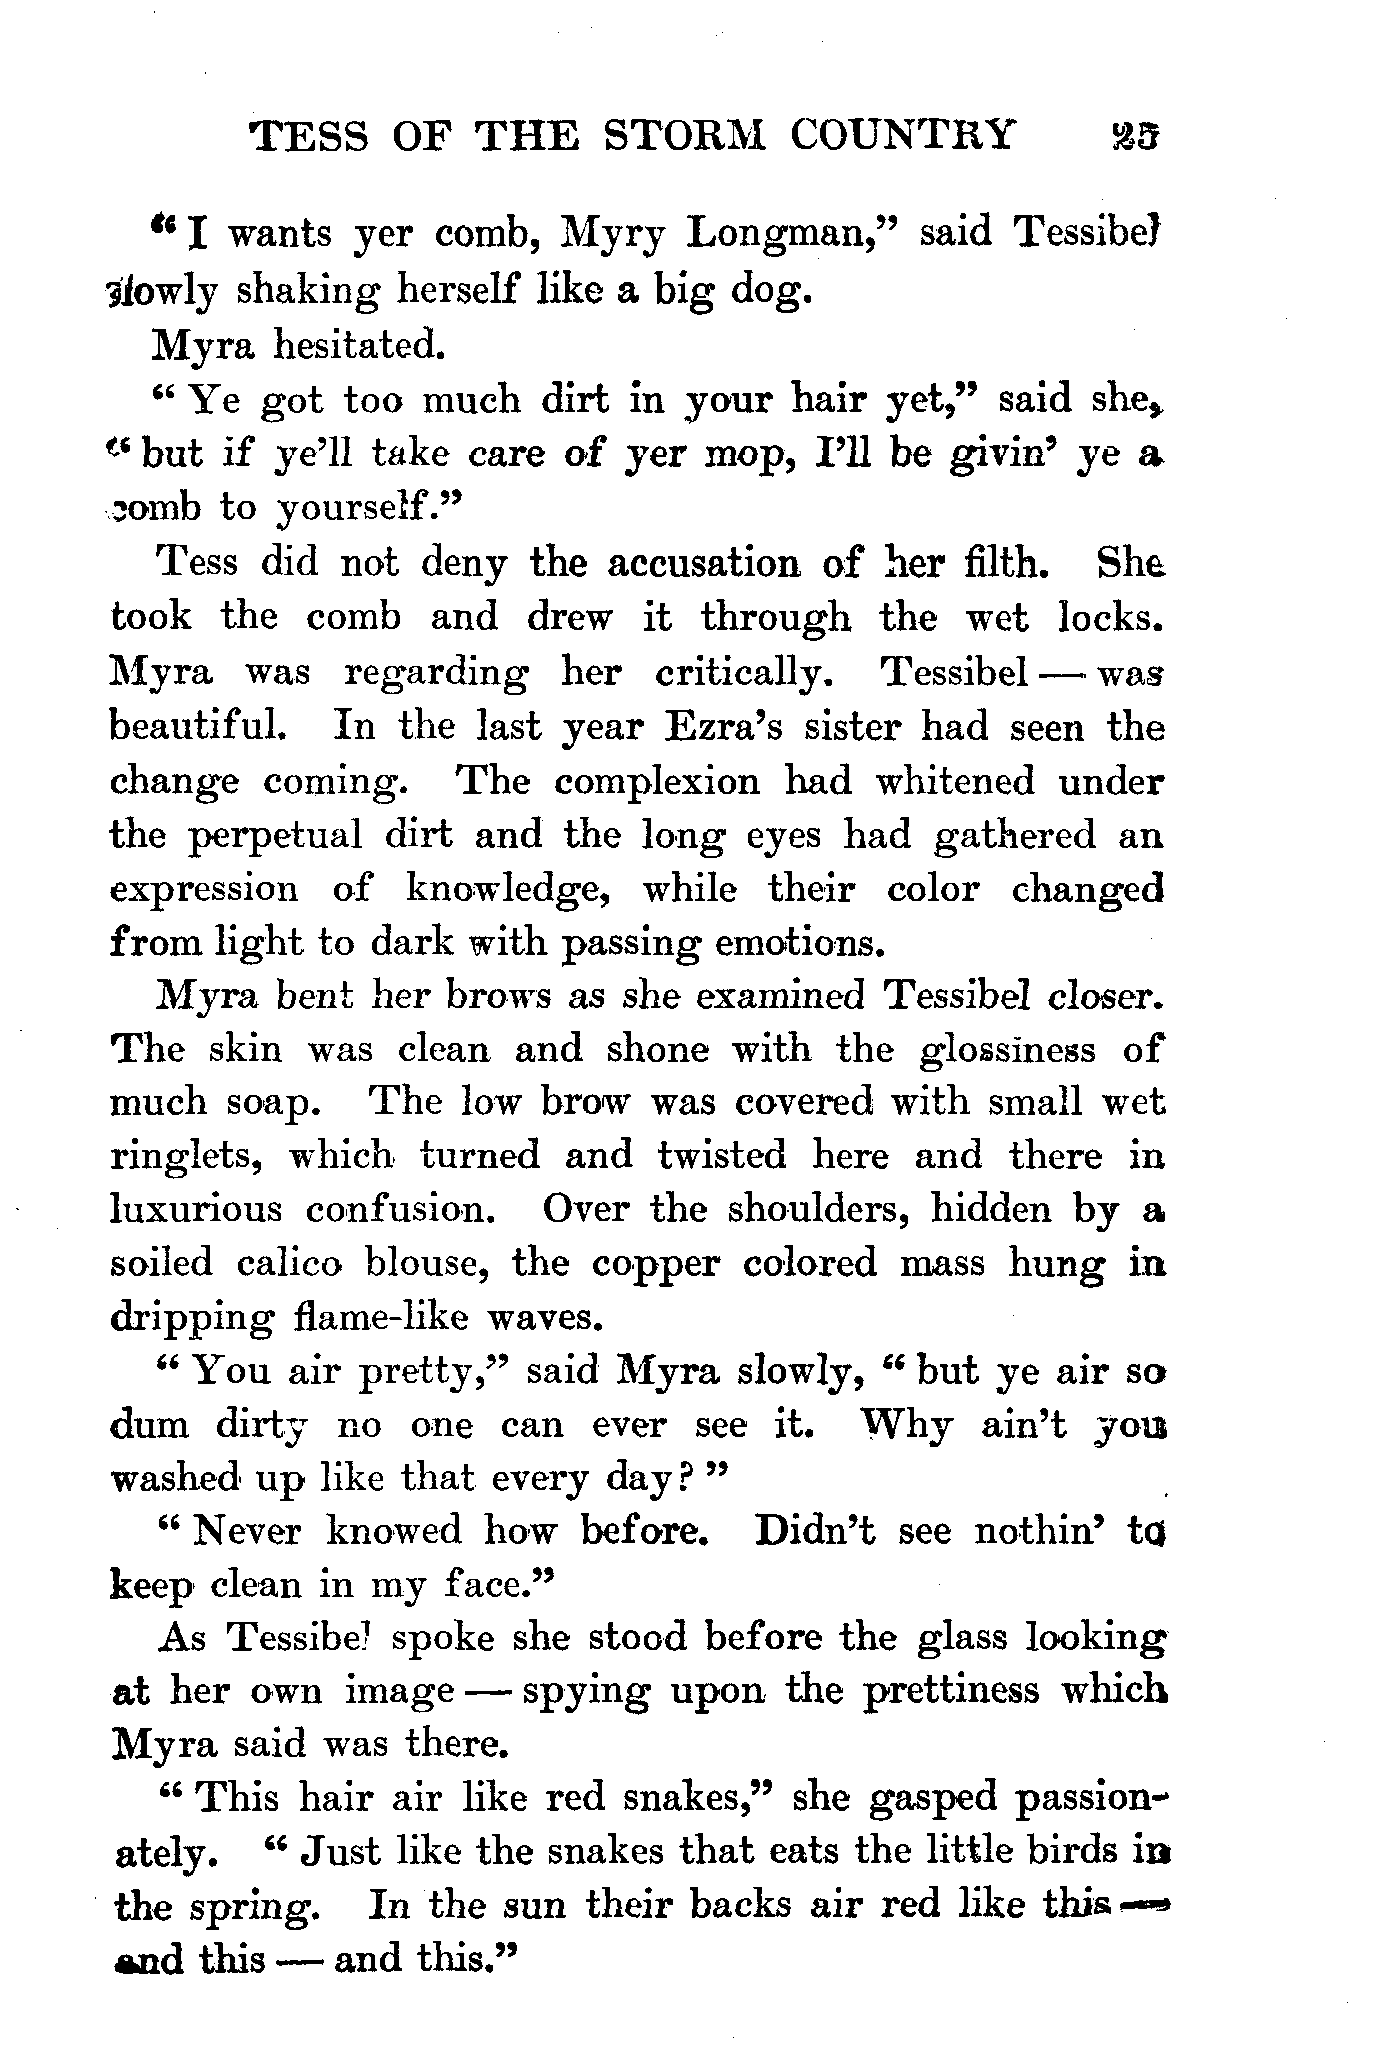 TESS OF THE STORM COUNTRY 25
“ I wants yer comb, Myry Longman,” said Tessibel
slowly shaking herself like a big dog.
Myra hesitated.
“ Ye got too much dirt in your hair yet,” said she,
“ but if ye’ll take care of yer mop, I’ll be givin’ ye a
comb to yourself.”
Tess did not deny the accusation of her filth. She
took the comb and drew it through the wet locks.
Myra was regarding her critically. Tessibel — was
beautiful. In the last year Ezra’s sister had seen the
change coming. The complexion had whitened under
the perpetual dirt and the long eyes had gathered an
expression of knowledge, while their color changed
from light to dark with passing emotions.
Myra bent her brows as she examined Tessibel closer.
The skin was clean and shone with the glossiness of
much soap. The low brow was covered with small wet
ringlets, which turned and twisted here and there in
luxurious confusion. Over the shoulders, hidden by a
soiled calico blouse, the copper colored mass hung in
dripping flame-like waves.
“ You air pretty,” said Myra slowly, “ but ye air so
dum dirty no one can ever see it. Why ain’t you
washed up like that every day? ”
“ Never knowed how before. Didn’t see nothin’ to
keep clean in my face.”
As Tessibel spoke she stood before the glass looking
at her own image — spying upon the prettiness which
Myra said was there.
“ This hair air like red snakes,” she gasped passion-
ately. “ Just like the snakes that eats the little birds in
the spring. In the sun their backs air red like this —
and this — and this.”